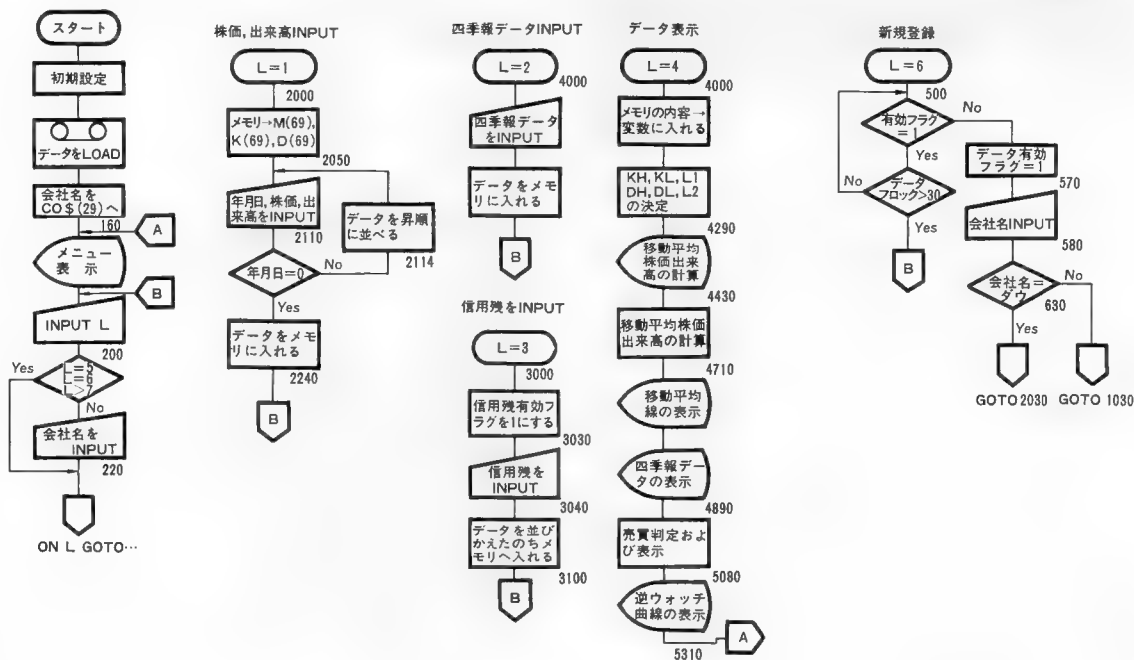 スタート
初期設定
データをLOAD
会社名を
CO$(29)へ
160
A
メニュー
表 示
B
INPUT L
200
Yes
L=5
L=6
L>7
No
会社名を
INPUT
220
ON L GOTO…
株価,出来高INPUT
L=1
2000
メモリ→M(69),
K(69),D(69)
2050
年月日,株価,出
来高をINPUT
2110
データを昇順
に並べる
2114
年月日=0
No
Yes
データをメモ
リに入れる
2240
B
四季報データINPUT
L=2
4000
四季報データ
をINPUT
データをメモ
リに入れる
B
信用残をINPUT
L=3
3000
信用残有効フ
ラグを1にする
3030
信用残を
INPUT
3040
データを並び
かえたのちメ
モリへ入れる
3100
B
データ表示
L=4
4000
メモリの内容→
変数に入れる
KH, KL, L1
DH, DL, L2
の決定
4290
移動平均
株価出来
高の計算
4430
移動平均株価
出来高の計算
4710
移動平均
線の表示
四季報デー
タの表示
4890
売買判定およ
び表示
5080
逆ウォッチ
曲線の表示
5310
A
新規登録
L=6
500
有効フラグ
=1
No
Yes
データ有効
フラグ=1
570
No
データ
フロック>30
Yes
B
会社名INPUT
580
会社名=
ダウ
No
630
Yes
GOTO 2030
GOTO 1030